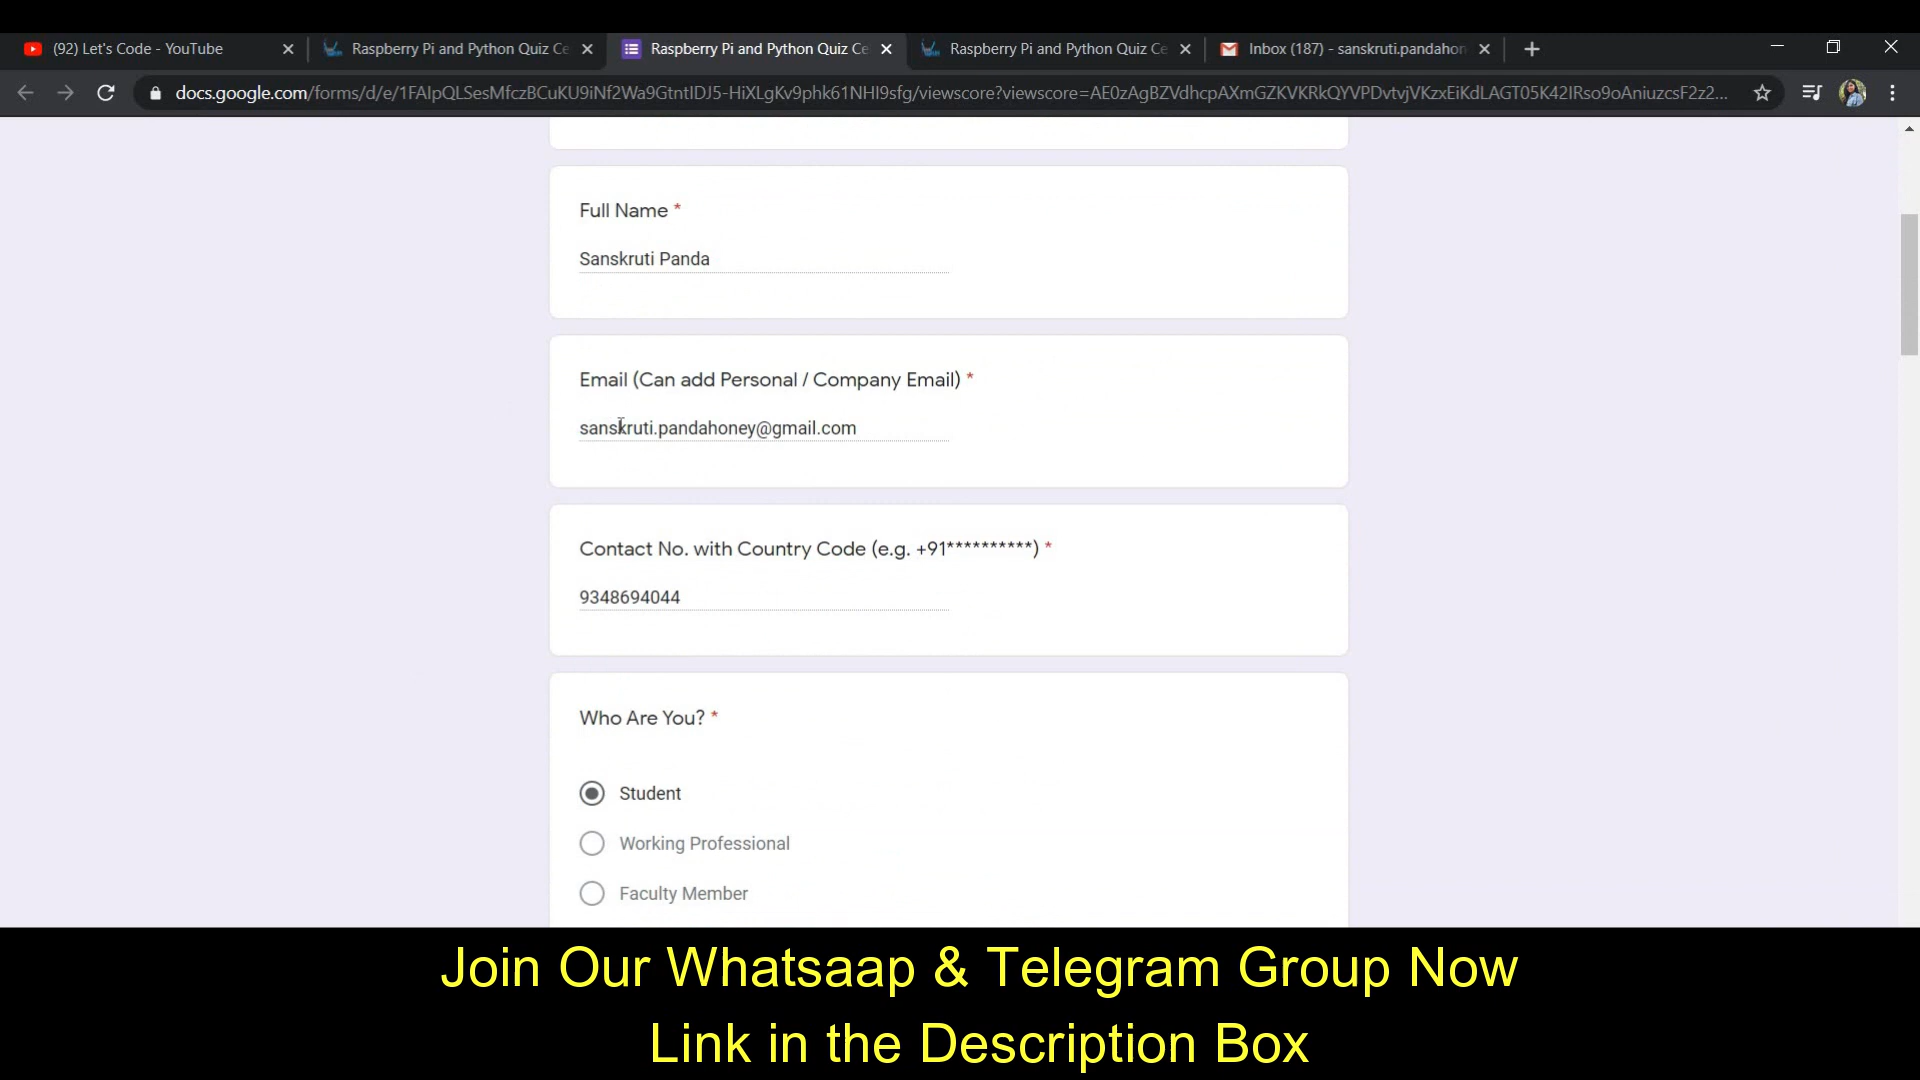 (92) Let's Code - YouTube
Raspberry Pi and Python Quiz Ce
Raspberry Pi and Python Quiz Ce
Raspberry Pi and Python Quiz Ce
Inbox (187) - sanskruti.pandahon
docs.google.com/forms/d/e/1FAIpQLSesMfczBCuKU9iNf2Wa9GtntIDJ5-HiXLgKv9phk61NHI9sfg/viewscore?viewscore=AE0zAgBZVdhcpAXmGZKVKRkQYVPDvtvjVKzxEiKdLAGT05K42IRso9oAniuzcsF2z2...
Full Name *
Sanskruti Panda
Email (Can add Personal / Company Email) *
sanskruti.pandahoney@gmail.com
Contact No. with Country Code (e.g. +91**********) *
9348694044
Who Are You? *
Student
Working Professional
Faculty Member
Join Our Whatsaap & Telegram Group Now
Link in the Description Box